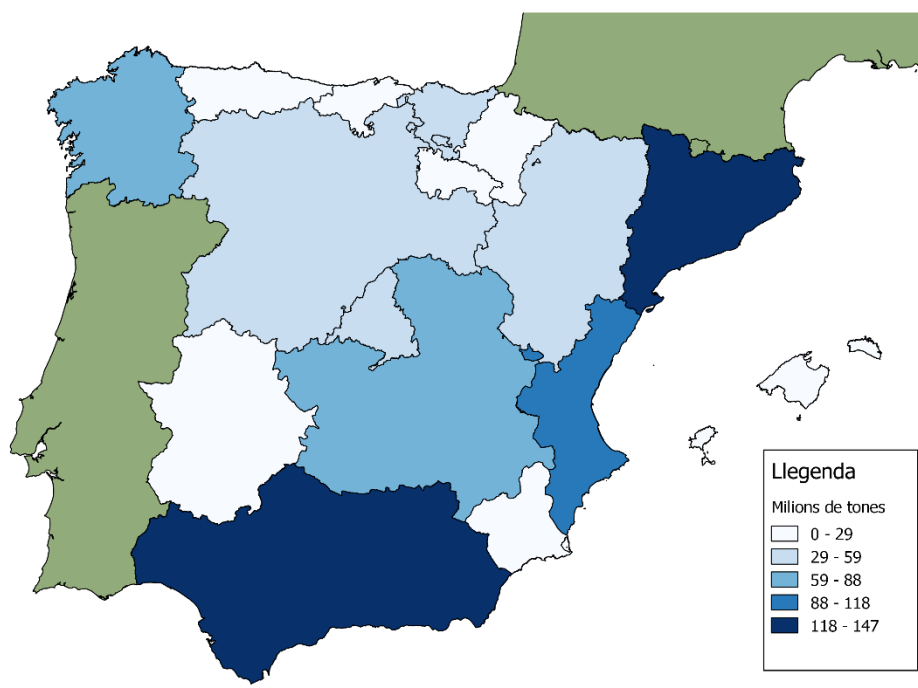 Llegenda
Milions de tones
0 - 29
29 - 59
59 - 88
88 - 118
118 - 147